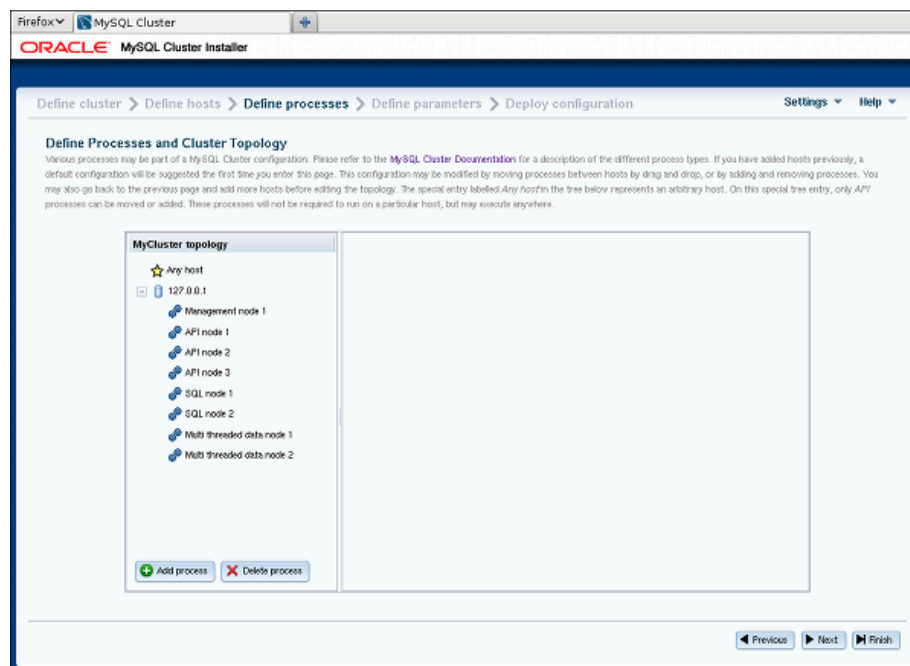 Firefox
MySQL Cluster
ORACLE MySQL Cluster Installer
Define cluster > Define hosts > Define processes > Define parameters > Deploy configuration
Settings Help
Define Processes and Cluster Topology
Various processes may be part of a MySQL Cluster configuration. Please refer to the MySQL Cluster Documentation for a description of the different process types. If you have added hosts previously, a
default configuration will be suggested the first time you enter this page. This configuration may be modified by moving processes between hosts by drag and drop, or by adding and removing processes. You
may also go back to the previous page and add more hosts before editing the topology. The special entry labelled Any host in the tree below represents an arbitrary host. On this special tree entry, only API
processes can be moved or added. These processes will not be required to run on a particular host, but may execute anywhere.
MyCluster topology
Any host
127.0.0.1
Management node 1
API node 1
API node 2
API node 3
SQL node 1
SQL node 2
Multi threaded data node 1
Multi threaded data node 2
Add process Delete process
Previous Next Finish